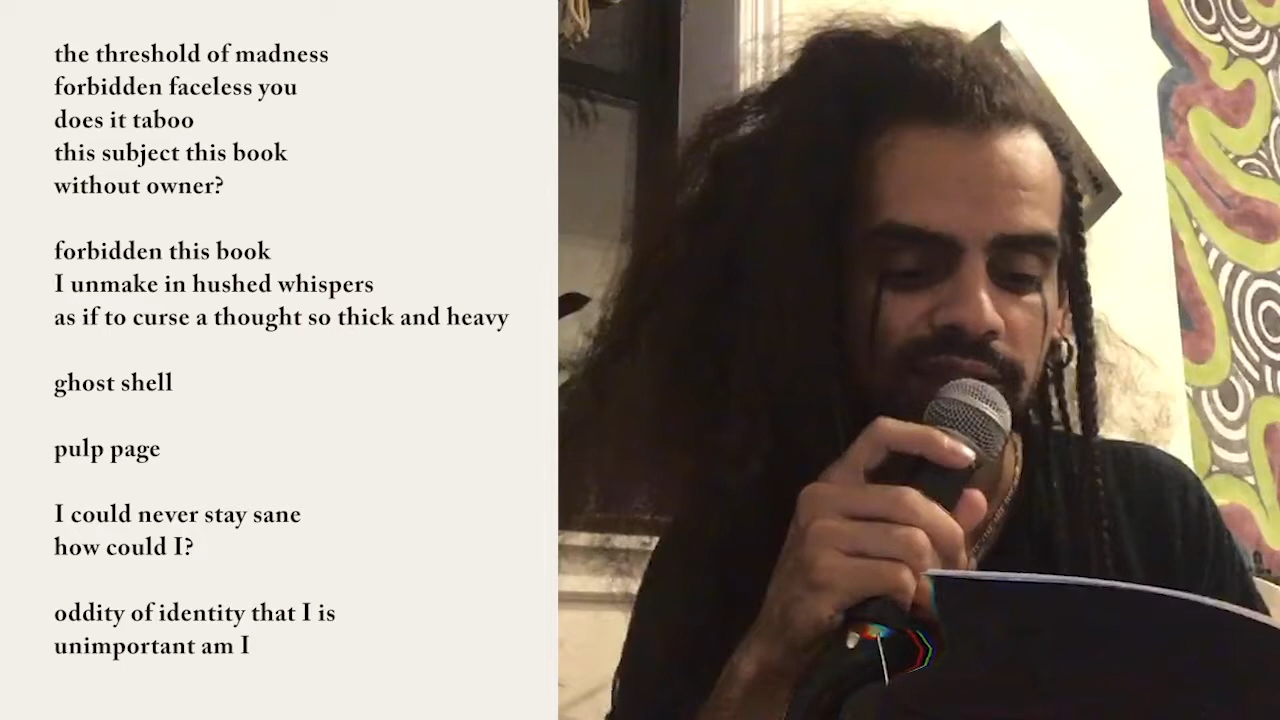 the threshold of madness
forbidden faceless you
does it taboo
this subject this book
without owner?
forbidden this book
I unmake in hushed whispers
as if to curse a thought so thick and heavy
ghost shell
pulp page
I could never stay sane
how could I?
oddity of identity that I is
unimportant am I